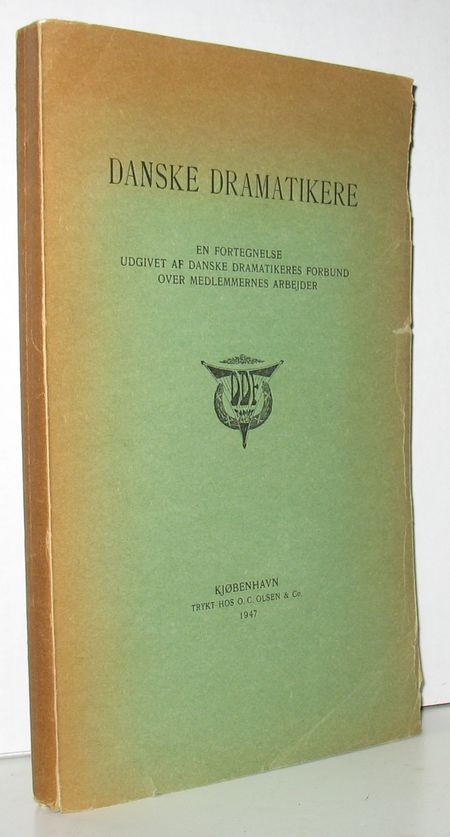 DANSKE DRAMATIKERE
EN FORTEGNELSE
UDGIVET AF DANSKE DRAMATIKERES FORBUND
OVER MEDLEMMERNES ARBEJDER
DDF
KJØBENHAVN
TRYKT HOS O. C. OLSEN & Co.
1947